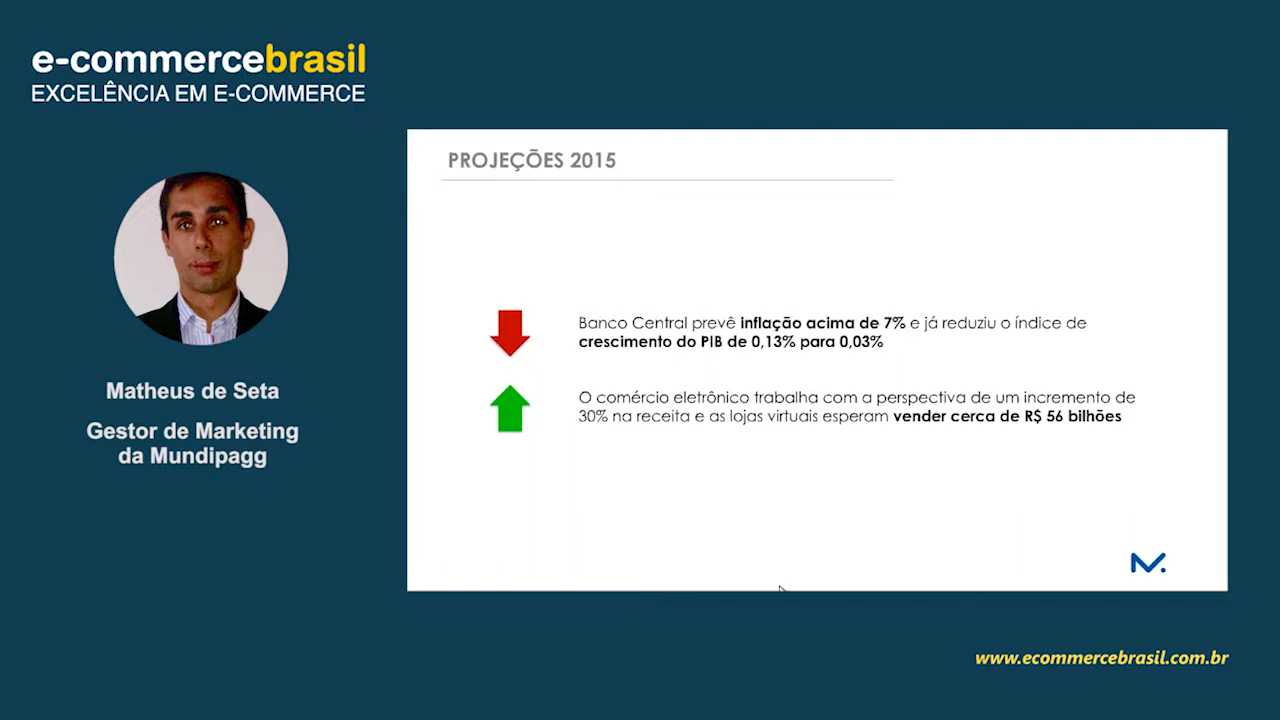 e-commercebrasil
EXCELÊNCIA EM E-COMMERCE
PROJEÇÕES 2015
Banco Central prevê inflação acima de 7% e já reduziu o índice de
crescimento do PIB de 0,13% para 0,03%
O comércio eletrônico trabalha com a perspectiva de um incremento de
30% na receita e as lojas virtuais esperam vender cerca de R$ 56 bilhões
Matheus de Seta
Gestor de Marketing
da Mundipagg
www.ecommercebrasil.com.br